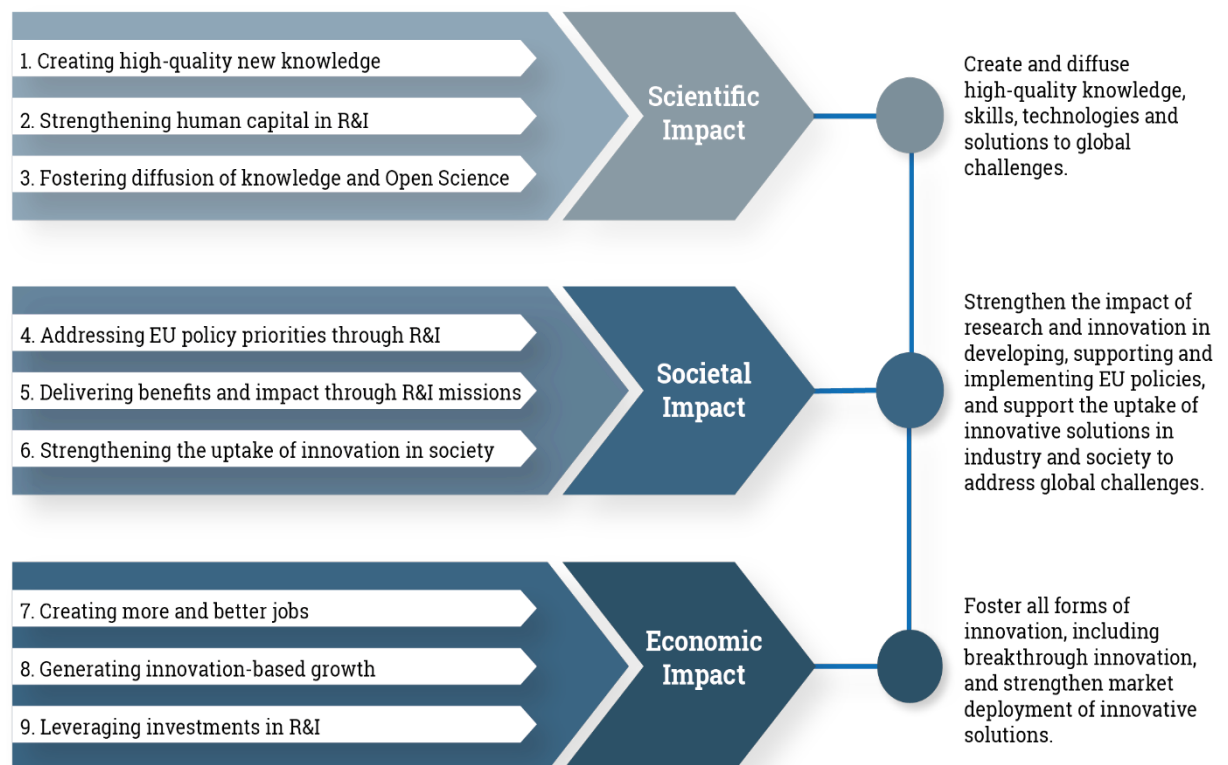 1. Creating high-quality new knowledge
2. Strengthening human capital in R&I
3. Fostering diffusion of knowledge and Open Science
Scientific
Impact
Create and diffuse
high-quality knowledge,
skills, technologies and
solutions to global
challenges.
4. Addressing EU policy priorities through R&I
5. Delivering benefits and impact through R&I missions
6. Strengthening the uptake of innovation in society
Societal
Impact
Strengthen the impact of
research and innovation in
developing, supporting and
implementing EU policies,
and support the uptake of
innovative solutions in
industry and society to
address global challenges.
7. Creating more and better jobs
8. Generating innovation-based growth
9. Leveraging investments in R&I
Economic
Impact
Foster all forms of
innovation, including
breakthrough innovation,
and strengthen market
deployment of innovative
solutions.